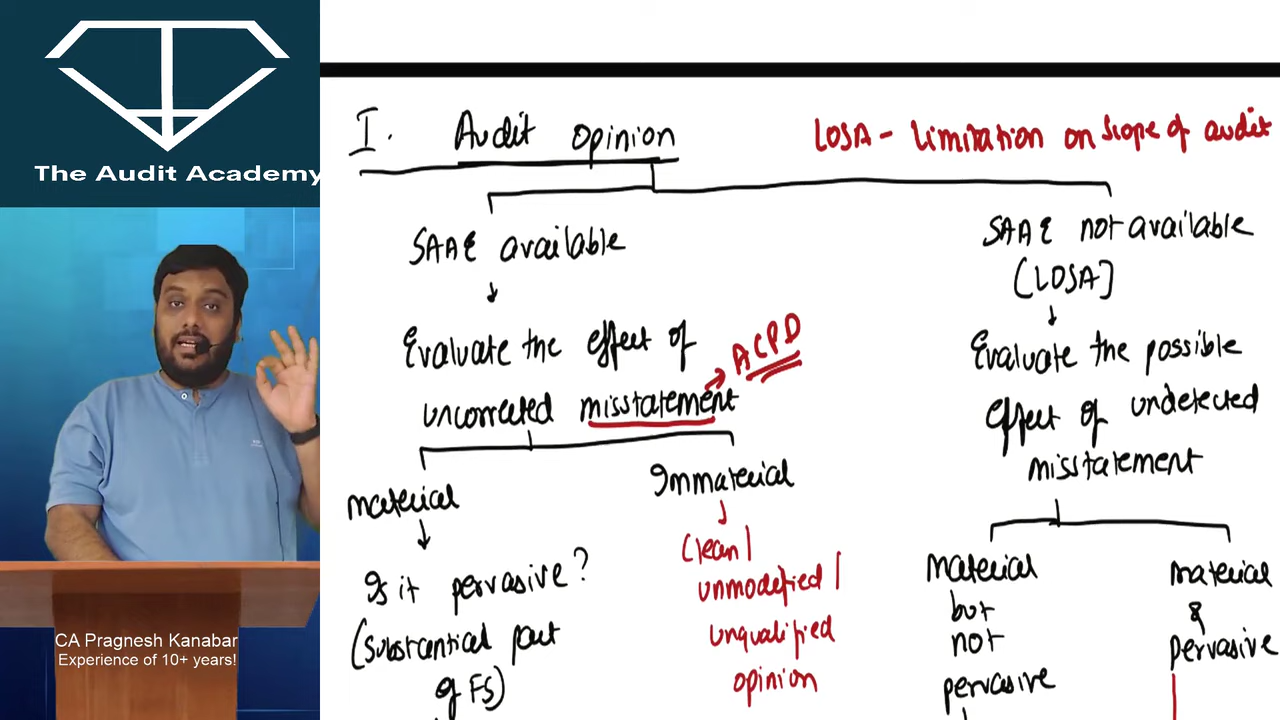 The Audit Academy
CA Pragnesh Kanabar
Experience of 10+ years!
I. Audit opinion
LOSA - Limitation on scope of audit
SAAE available
Evaluate the effect of
uncorrected misstatement
ACPD
material
Is it pervasive?
(substantial part
of FS)
Immaterial
Clean /
unmodified /
unqualified
opinion
SAAE not available
(LOSA)
Evaluate the possible
Effect of undetected
misstatement
material
but
not
pervasive
material
&
pervasive